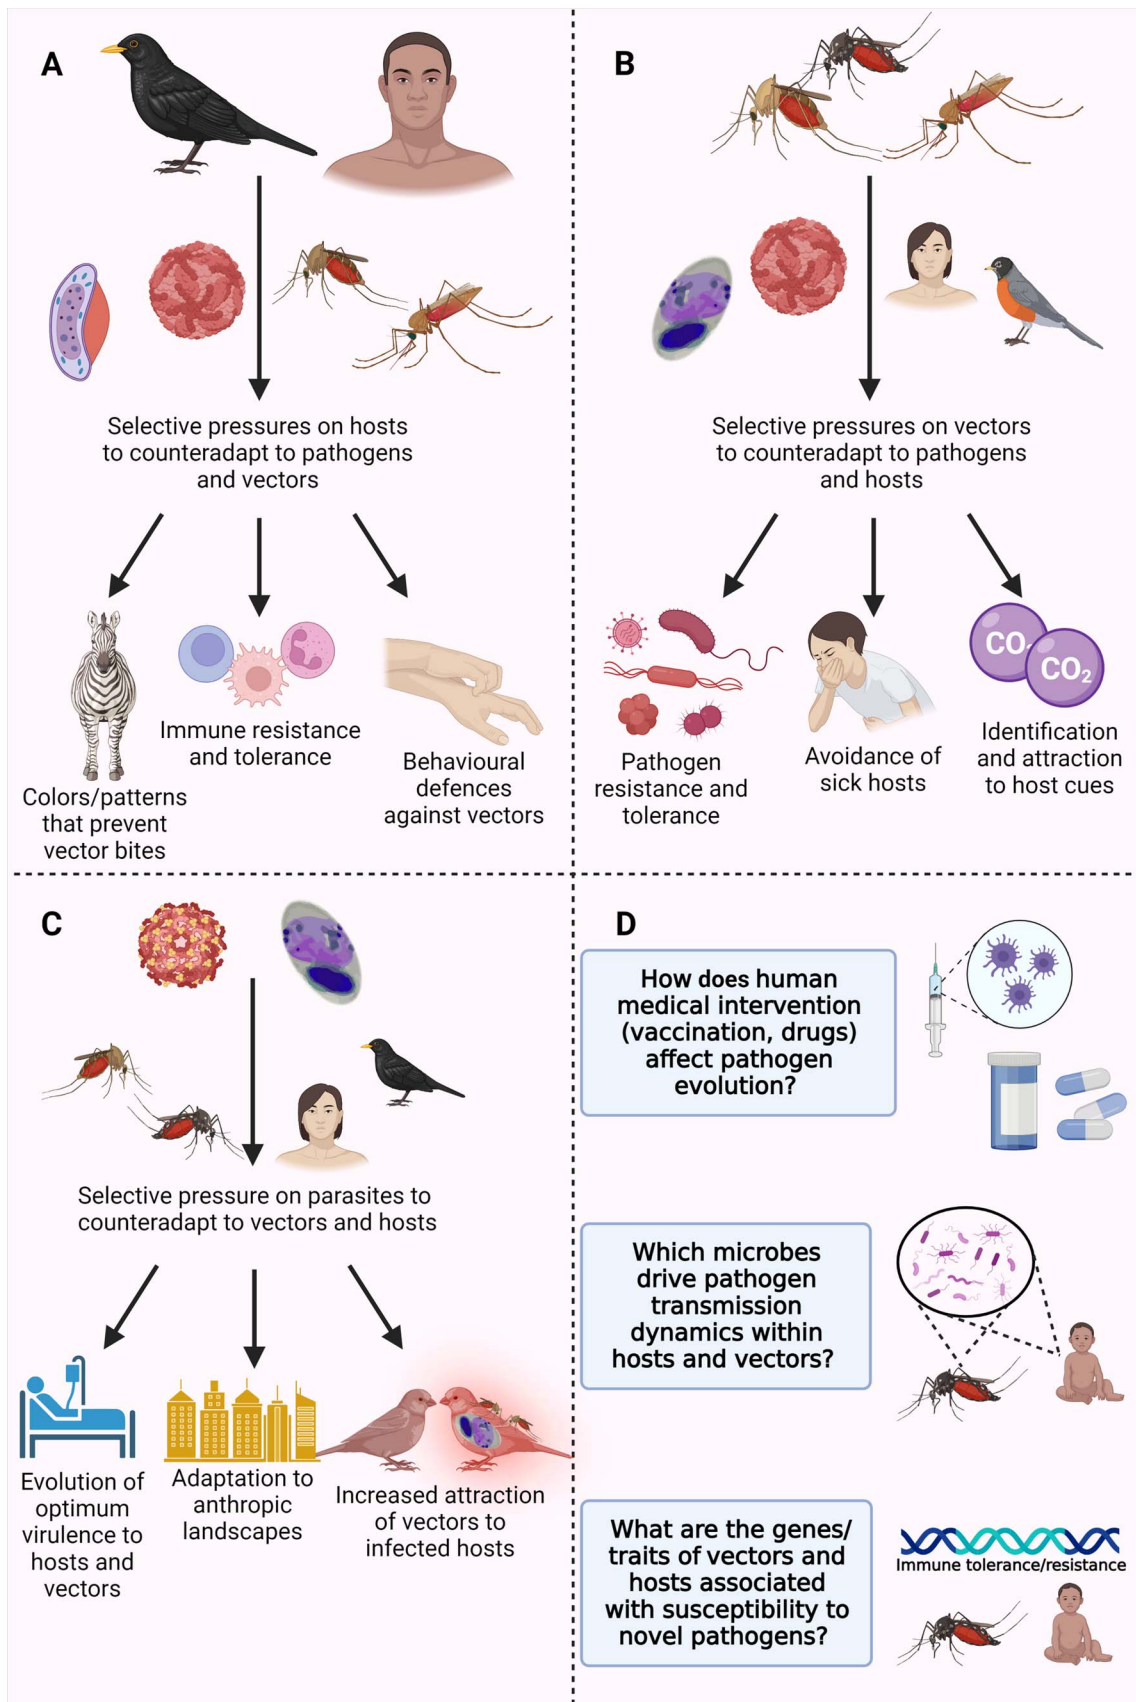 A
Selective pressures on hosts
to counteradapt to pathogens
and vectors
Colors/patterns
that prevent
vector bites
Immune resistance
and tolerance
Behavioural
defences
against vectors
B
Selective pressures on vectors
to counteradapt to pathogens
and hosts
Pathogen
resistance and
tolerance
Avoidance of
sick hosts
CO2
CO2
Identification
and attraction
to host cues
C
Selective pressure on parasites to
counteradapt to vectors and hosts
Evolution of
optimum
virulence to
hosts and
vectors
Adaptation to
anthropic
landscapes
Increased attraction
of vectors to
infected hosts
D
How does human
medical intervention
(vaccination, drugs)
affect pathogen
evolution?
Which microbes
drive pathogen
transmission
dynamics within
hosts and vectors?
What are the genes/
traits of vectors and
hosts associated
with susceptibility to
novel pathogens?
Immune tolerance/resistance